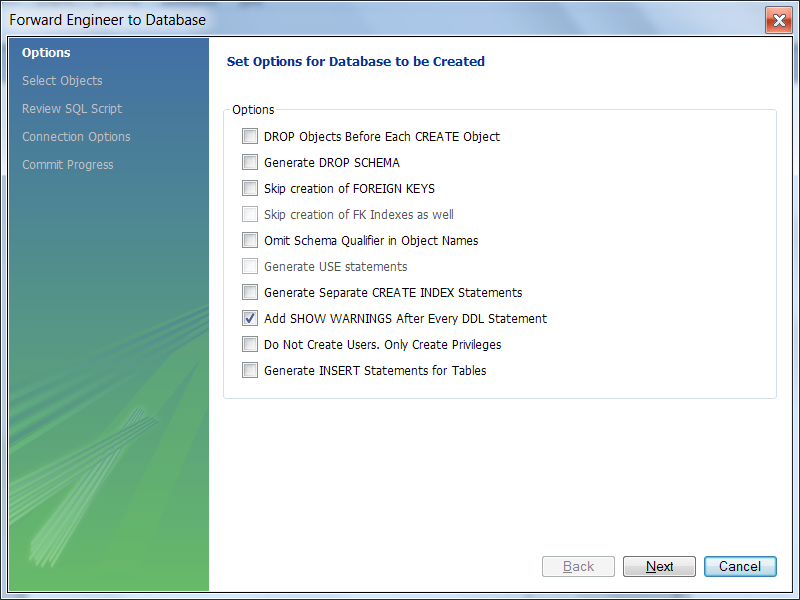 Forward Engineer to Database
Options
Select Objects
Review SQL Script
Connection Options
Commit Progress
Set Options for Database to be Created
Options
DROP Objects Before Each CREATE Object
Generate DROP SCHEMA
Skip creation of FOREIGN KEYS
Skip creation of FK Indexes as well
Omit Schema Qualifier in Object Names
Generate USE statements
Generate Separate CREATE INDEX Statements
Add SHOW WARNINGS After Every DDL Statement
Do Not Create Users. Only Create Privileges
Generate INSERT Statements for Tables
Back Next Cancel